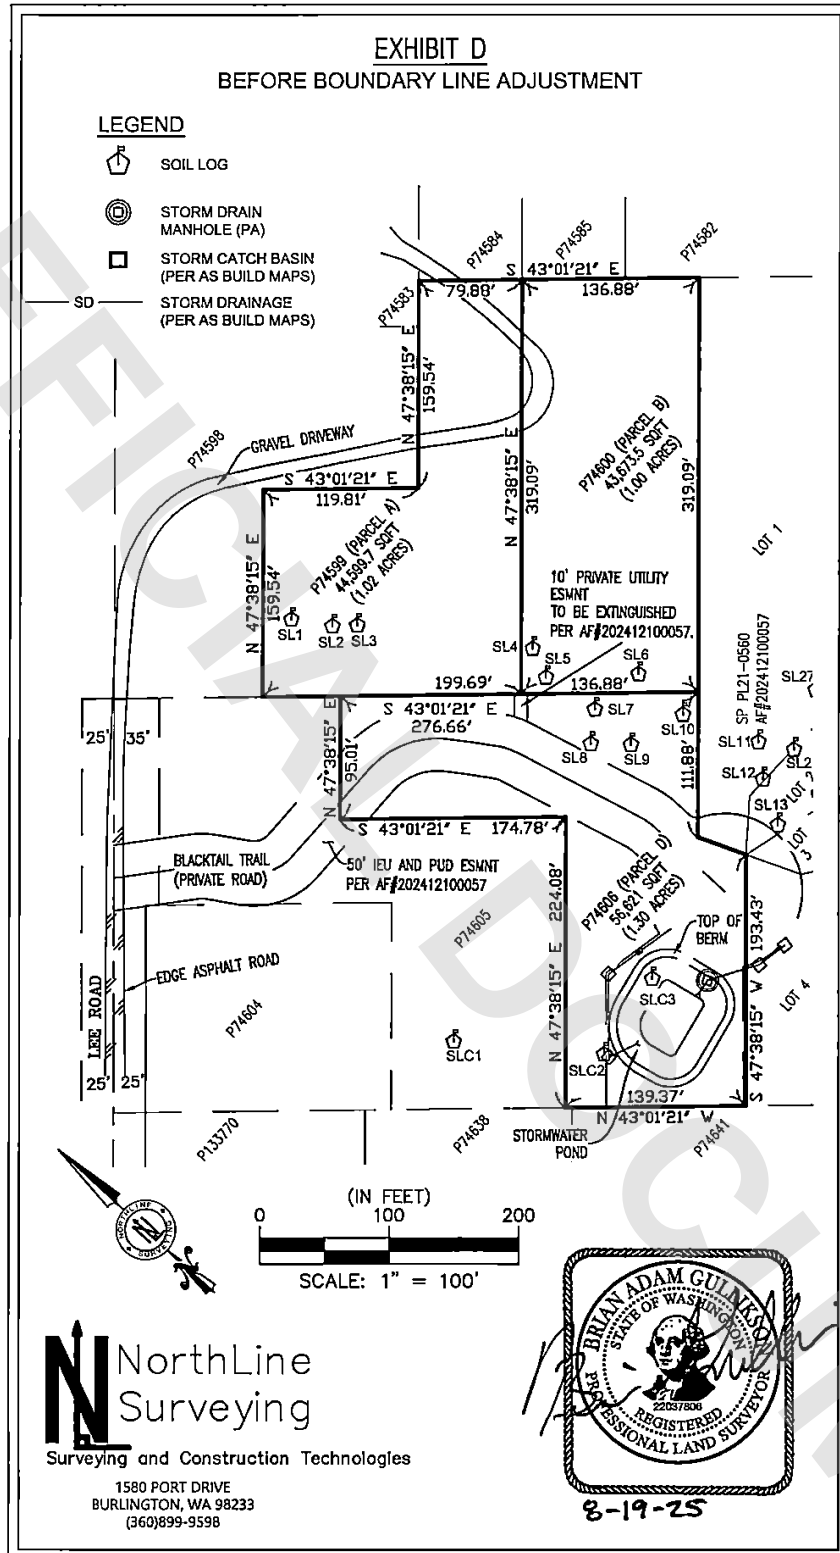 EXHIBIT D
BEFORE BOUNDARY LINE ADJUSTMENT
LEGEND
SOIL LOG
STORM DRAIN
MANHOLE (PA)
STORM CATCH BASIN
(PER AS BUILD MAPS)
SD
STORM DRAINAGE
(PER AS BUILD MAPS)
P74584
P74585
P74582
P74583
S 43°01'21" E
79.88'
136.88'
N 47°38'15" E
159.54'
P74598
GRAVEL DRIVEWAY
S 43°01'21" E
119.81'
P74600 (PARCEL B)
43,673.5 SQFT
(1.00 ACRES)
N 47°38'15" E
319.09'
319.09'
P74599 (PARCEL A)
44,599.7 SQFT
(1.02 ACRES)
N 47°38'15" E
159.54'
LOT 1
10' PRIVATE UTILITY
ESMNT
TO BE EXTINGUISHED
PER AF#202412100057.
SL1
SL2
SL3
SL4
SL5
SL6
SP PL21-0560
AF#202412100057
SL27
199.69'
136.88'
S 43°01'21" E
276.66'
25'
35'
N 47°38'15" E
95.01'
SL7
SL8
SL9
SL10
111.88'
SL11
SL2
SL12
SL13
LOT 2
LOT 3
S 43°01'21" E
174.78'
BLACKTAIL TRAIL
(PRIVATE ROAD)
50' IEU AND PUD ESMNT
PER AF#202412100057
P74606 (PARCEL D)
56,621 SQFT
(1.30 ACRES)
N 47°38'15" E
224.08'
P74605
TOP OF
BERM
S 47°38'15" W
193.43'
EDGE ASPHALT ROAD
LEE ROAD
P74604
SLC3
LOT 4
SLC1
SLC2
25'
25'
139.37'
N 43°01'21" W
STORMWATER
POND
P133770
P74638
P74641
NORTHLINE
SURVEYING
N
(IN FEET)
0
100
200
SCALE: 1" = 100'
N
NorthLine
Surveying
Surveying and Construction Technologies
1580 PORT DRIVE
BURLINGTON, WA 98233
(360)899-9598
BRIAN ADAM GULLIKSON
STATE OF WASHINGTON
22037806
REGISTERED
PROFESSIONAL LAND SURVEYOR
8-19-25